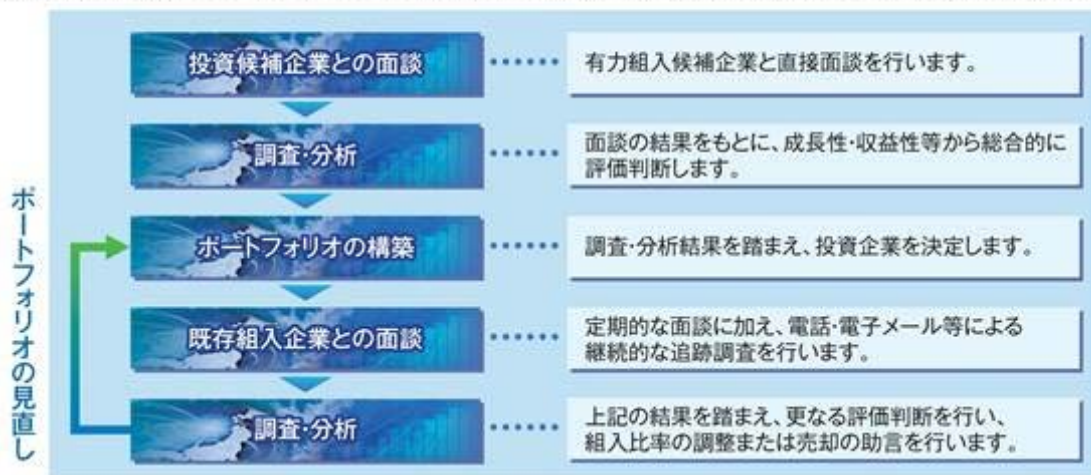 投資候補企業との面談
有力組入候補企業と直接面談を行います。
調査・分析
面談の結果をもとに、成長性・収益性等から総合的に
評価判断します。
ポートフォリオの構築
調査・分析結果を踏まえ、投資企業を決定します。
既存組入企業との面談
定期的な面談に加え、電話・電子メール等による
継続的な追跡調査を行います。
調査・分析
上記の結果を踏まえ、更なる評価判断を行い、
組入比率の調整または売却の助言を行います。
ポートフォリオの見直し